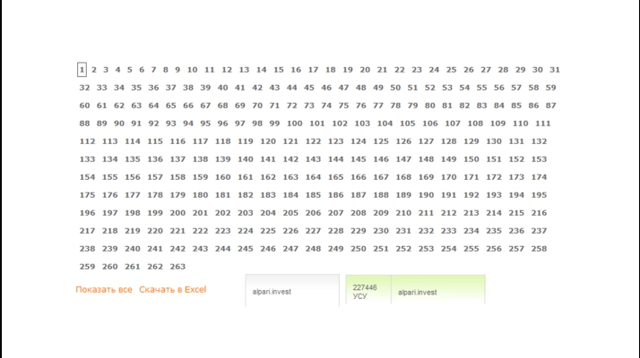 1 2 3 4 5 6 7 8 9 10 11 12 13 14 15 16 17 18 19 20 21 22 23 24 25 26 27 28 29 30 31
32 33 34 35 36 37 38 39 40 41 42 43 44 45 46 47 48 49 50 51 52 53 54 55 56 57 58 59
60 61 62 63 64 65 66 67 68 69 70 71 72 73 74 75 76 77 78 79 80 81 82 83 84 85 86 87
88 89 90 91 92 93 94 95 96 97 98 99 100 101 102 103 104 105 106 107 108 109 110 111
112 113 114 115 116 117 118 119 120 121 122 123 124 125 126 127 128 129 130 131 132
133 134 135 136 137 138 139 140 141 142 143 144 145 146 147 148 149 150 151 152 153
154 155 156 157 158 159 160 161 162 163 164 165 166 167 168 169 170 171 172 173 174
175 176 177 178 179 180 181 182 183 184 185 186 187 188 189 190 191 192 193 194 195
196 197 198 199 200 201 202 203 204 205 206 207 208 209 210 211 212 213 214 215 216
217 218 219 220 221 222 223 224 225 226 227 228 229 230 231 232 233 234 235 236 237
238 239 240 241 242 243 244 245 246 247 248 249 250 251 252 253 254 255 256 257 258
259 260 261 262 263
Показать все Скачать в Excel
alpari.invest
227446
УСУ
alpari.invest